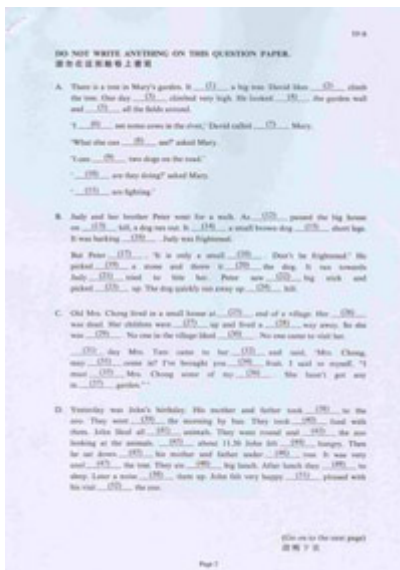 DO NOT WRITE ANYTHING ON THIS QUESTION PAPER.
A. There is a tree in Mary's garden. It (1) a big tree. David likes (2) climb
the tree. One day (3) climbed very high. He looked (4) the garden wall
and (5) all the fields around.
"I (6) see some cows in the river," David called (7) Mary.
"What else can (8) see?" asked Mary.
"I can (9) two dogs on the road."
"(10) are they doing?" asked Mary.
"(11) are fighting."
B. Judy and her brother Peter went for a walk. As (12) passed the big house
on (13) hill, a dog ran out. It (14) a small brown dog (15) short legs.
It was barking (16). Judy was frightened.
But Peter (17). "It is only a small (18). Don't be frightened." He
picked (19) a stone and threw it (20) the dog. It ran towards
Judy (21) tried to bite her. Peter saw (22) big stick and
picked (23) up. The dog quickly ran away up (24) hill.
C. Old Mrs. Chong lived in a small house at (25) end of a village. Her (26)
was dead. Her children were (27) up and lived a (28) way away. So she
was (29). No one in the village liked (30). No one came to visit her.
(31) day Mrs. Tam came to her (32) and said, "Mrs. Chong,
may (33) come in? I've brought you (34) fruit. I said to myself, "I
must (35) Mrs. Chong some of my (36). She hasn't got any
in (37) garden."
D. Yesterday was John's birthday. His mother and father took (38) to the
zoo. They went (39) the morning by bus. They took (40) food with
them. John liked all (41) animals. They went round and (42) the zoo
looking at the animals. (43) about 11.30 John felt (44) hungry. Then
he sat down (45) his mother and father under (46) tree. It was very
cool (47) the tree. They ate (48) big lunch. After lunch they (49) to
sleep. Later a noise (50) them up. John felt very happy (51) pleased with
his visit (52) the zoo.
(Go on to the next page)
Page 7